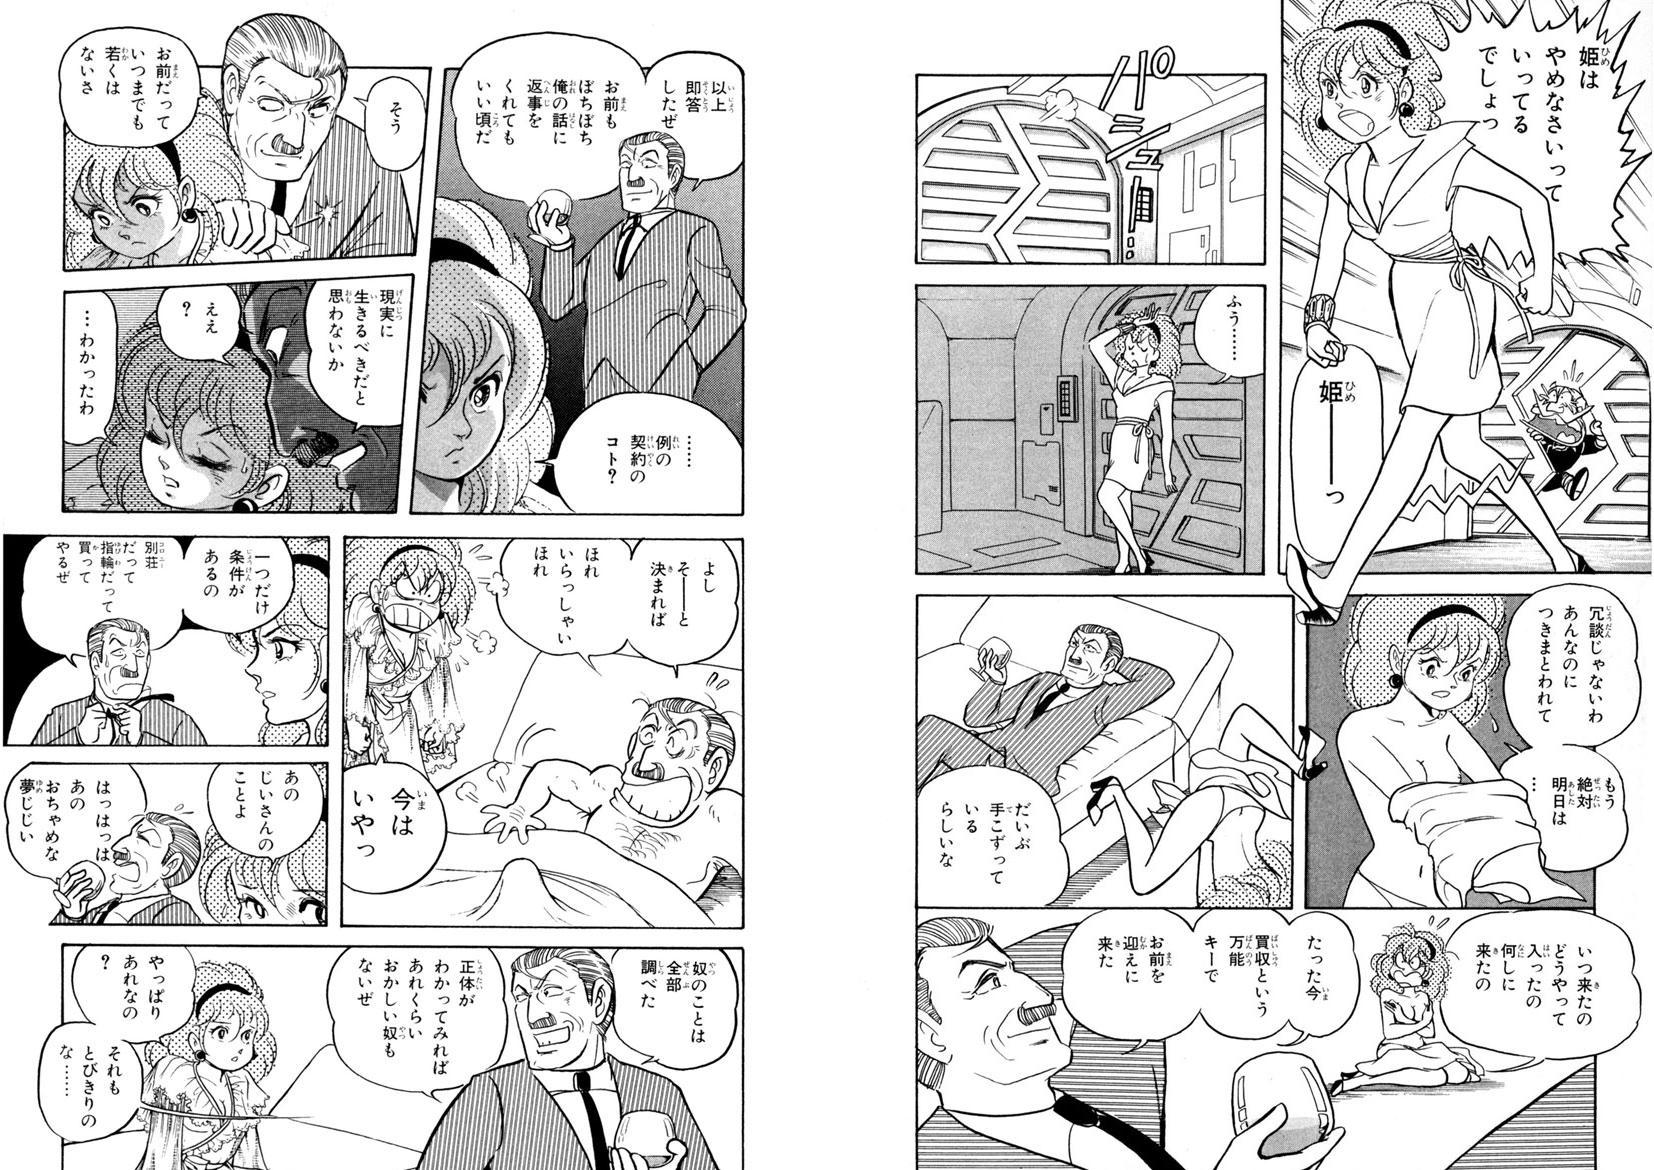 姫は
やめなさいって
いってる
でしょっ
姫───っ
パ
シュ
ー
ふう……
冗談じゃないわ
あんなのに
つきまとわれて
もう
絶対
明日は
…
だいぶ
手こずって
いる
らしいな
いつ来たの
どうやって
入ったの
何しに
来たの
たった今
買収という
万能
キーで
お前を
迎えに
来た
以上
即答
したぜ
お前も
ぼちぼち
俺の話に
返事を
くれても
いい頃だ
……
例の
契約の
コト?
そう
お前だって
いつまでも
若くは
ないさ
現実に
生きるべきだと
思わないか
ええ
?
…わかったわ
よし
そ──と
決まれば
ほれ
いらっしゃい
ほれ
今は
いやっ
一つだけ
条件が
あるの
別荘
だって
指輪だって
買って
やるぜ
あの
じいさんの
ことよ
はっはっは
あの
おちゃめな
夢じじい
奴のことは
全部
調べた
正体が
わかってみれば
あれくらい
おかしい奴も
ないぜ
やっぱり
あれなの
?
それも
とびきりの
な……